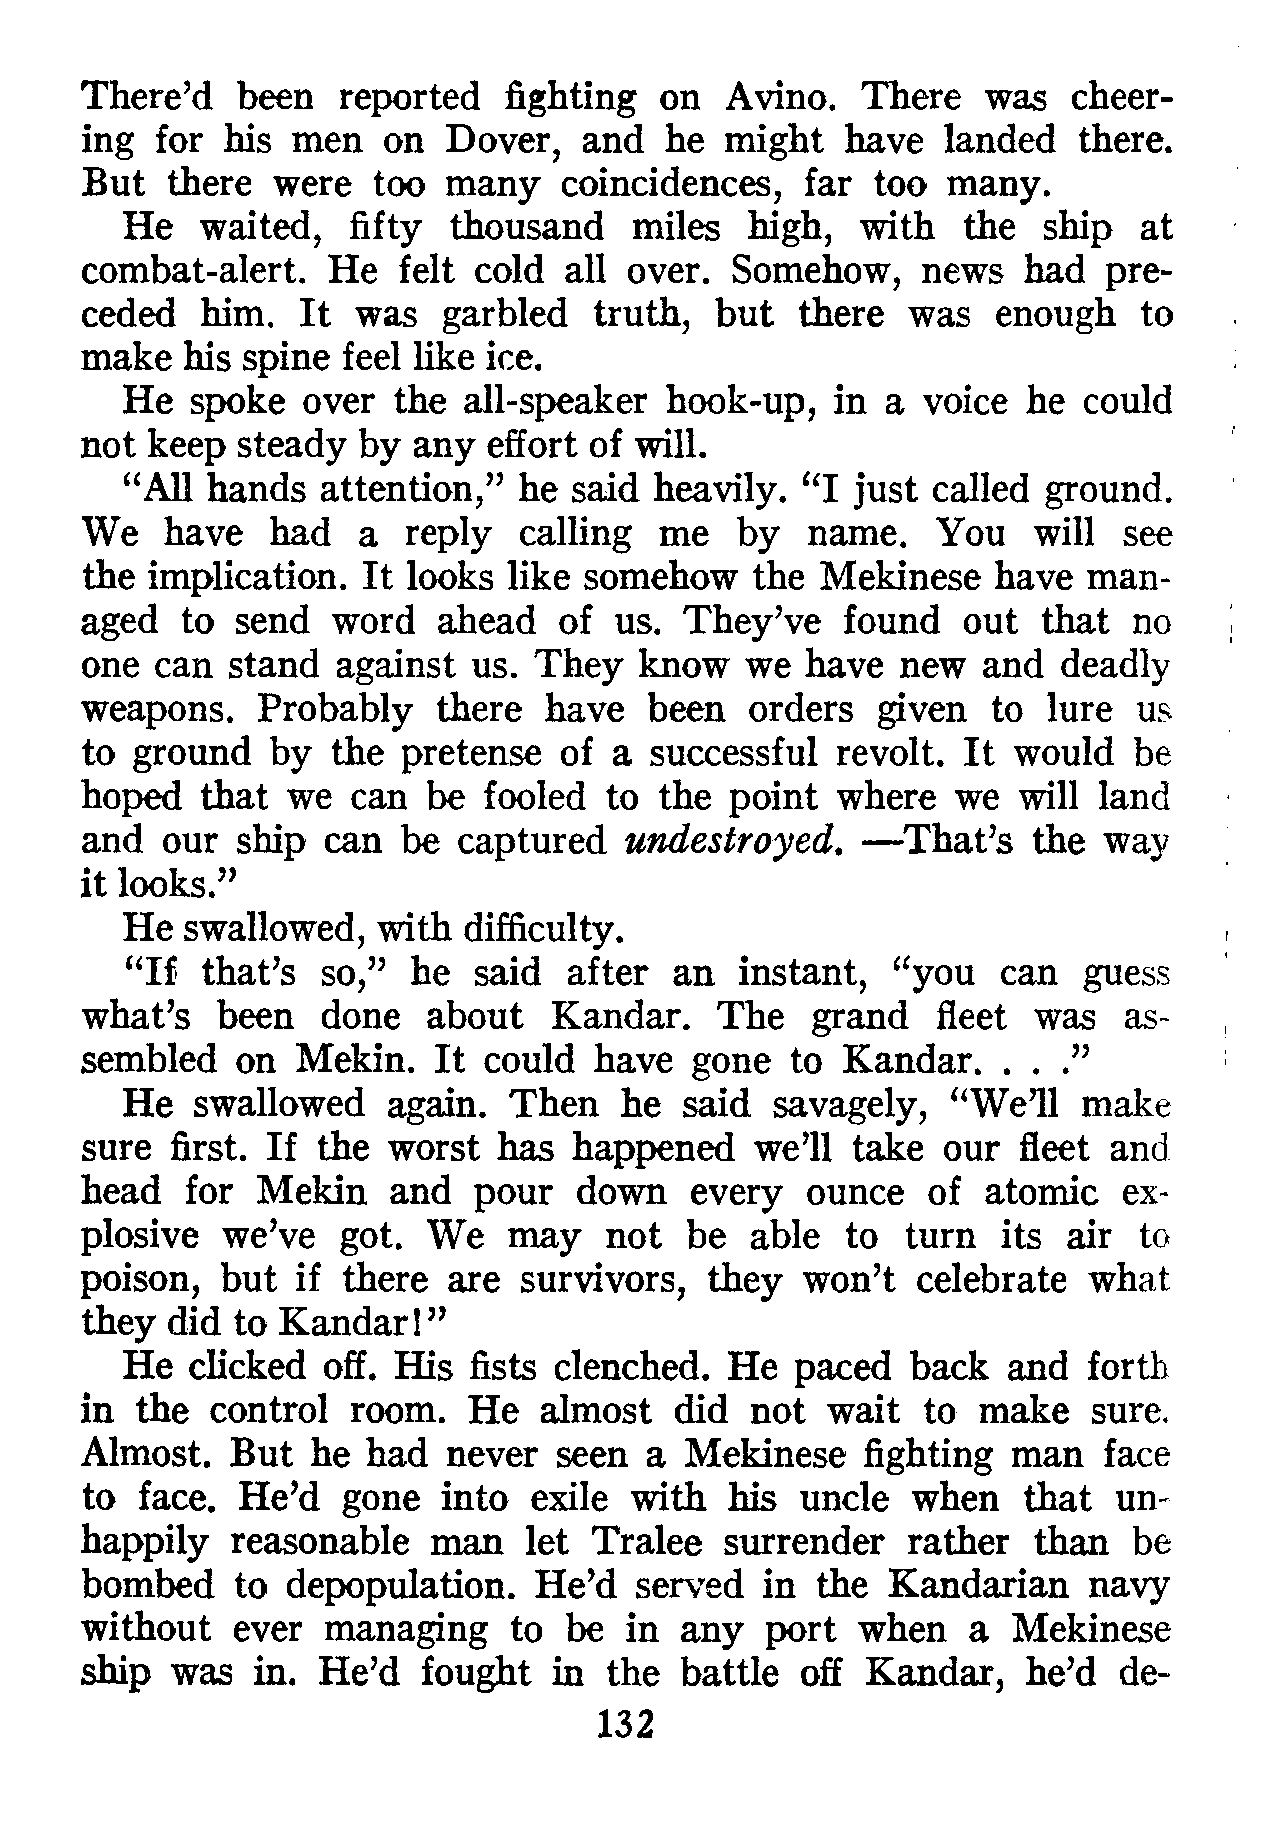 There’d been reported fighting on Avino. There was cheer-
ing for his men on Dover, and he might have landed there.
But there were too many coincidences, far too many.
He waited, fifty thousand miles high, with the ship at
combat-alert. He felt cold all over. Somehow, news had pre-
ceded him. It was garbled truth, but there was enough to
make his spine feel like ice.
He spoke over the all-speaker hook-up, in a voice he could
not keep steady by any effort of will.
“All hands attention,” he said heavily. “I just called ground.
We have had a reply calling me by name. You will see
the implication. It looks like somehow the Mekinese have man-
aged to send word ahead of us. They’ve found out that no
one can stand against us. They know we have new and deadly
weapons. Probably there have been orders given to lure us
to ground by the pretense of a successful revolt. It would be
hoped that we can be fooled to the point where we will land
and our ship can be captured undestroyed. —That’s the way
it looks.”
He swallowed, with difficulty.
“If that’s so,” he said after an instant, “you can guess
what’s been done about Kandar. The grand fleet was as-
sembled on Mekin. It could have gone to Kandar. . . .”
He swallowed again. Then he said savagely, “We’ll make
sure first. If the worst has happened we’ll take our fleet and
head for Mekin and pour down every ounce of atomic ex-
plosive we’ve got. We may not be able to turn its air to
poison, but if there are survivors, they won’t celebrate what
they did to Kandar!”
He clicked off. His fists clenched. He paced back and forth
in the control room. He almost did not wait to make sure.
Almost. But he had never seen a Mekinese fighting man face
to face. He’d gone into exile with his uncle when that un-
happily reasonable man let Tralee surrender rather than be
bombed to depopulation. He’d served in the Kandarian navy
without ever managing to be in any port when a Mekinese
ship was in. He’d fought in the battle off Kandar, he’d de-
132